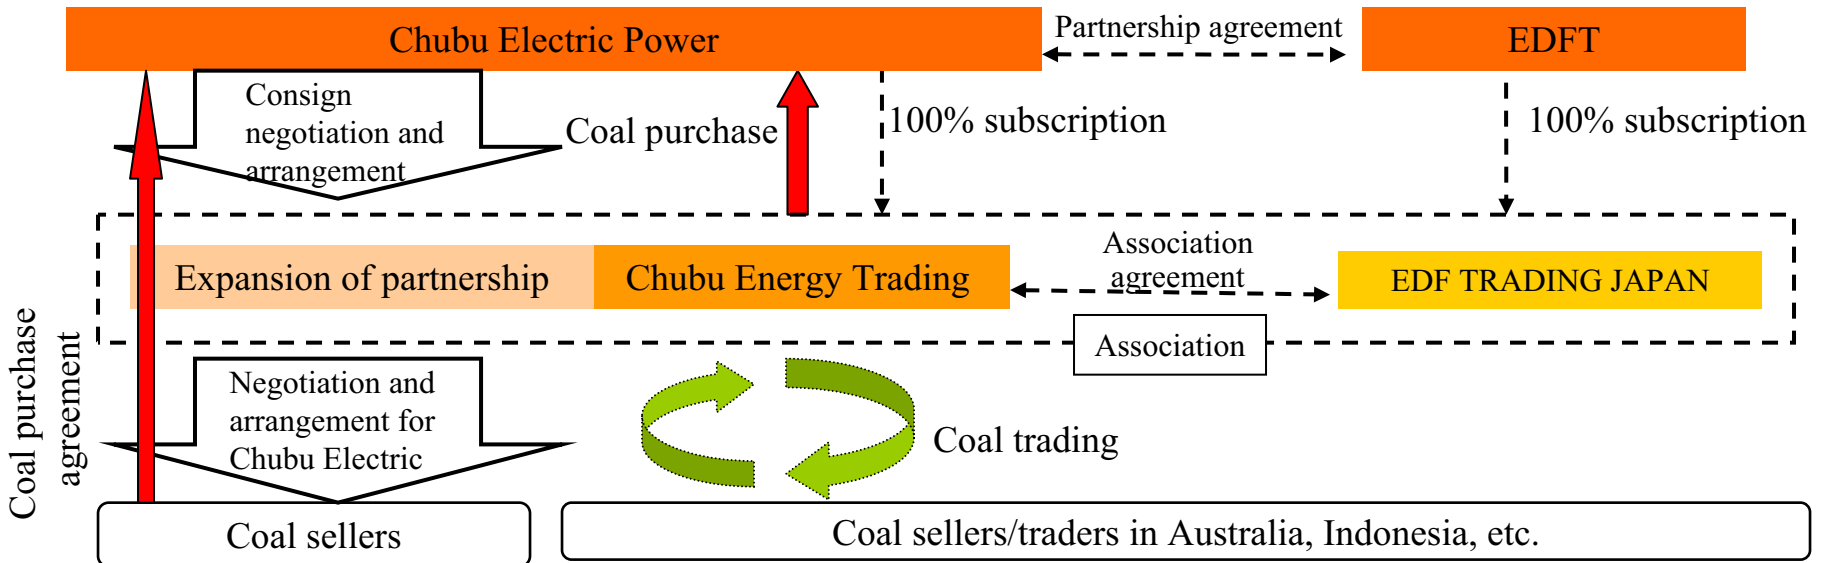 Chubu Electric Power
Partnership agreement
EDFT
Consign
negotiation and
arrangement
Coal purchase
100% subscription
100% subscription
Expansion of partnership
Chubu Energy Trading
Association
agreement
EDF TRADING JAPAN
Association
Coal purchase
agreement
Negotiation and
arrangement for
Chubu Electric
Coal trading
Coal sellers
Coal sellers/traders in Australia, Indonesia, etc.